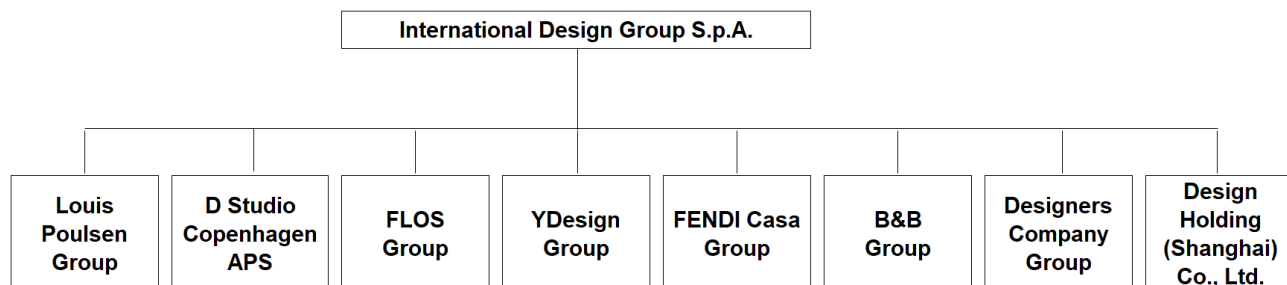 International Design Group S.p.A.
Louis
Poulsen
Group
D Studio
Copenhagen
APS
FLOS
Group
YDesign
Group
FENDI Casa
Group
B&B
Group
Designers
Company
Group
Design
Holding
(Shanghai)
Co., Ltd.